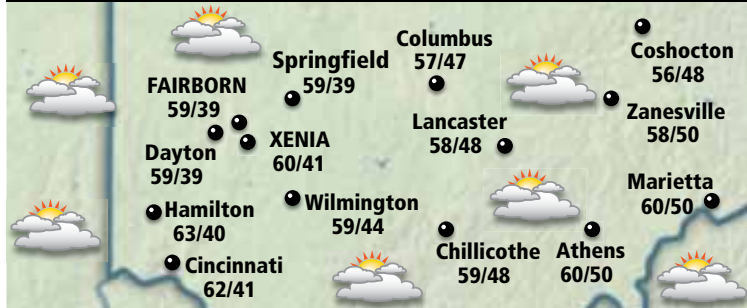 Columbus
57/47
Coshocton
56/48
Springfield
59/39
FAIRBORN
59/39
Zanesville
58/50
Lancaster
58/48
XENIA
60/41
Dayton
59/39
Marietta
60/50
Wilmington
59/44
Hamilton
63/40
Chillicothe
59/48
Athens
60/50
Cincinnati
62/41